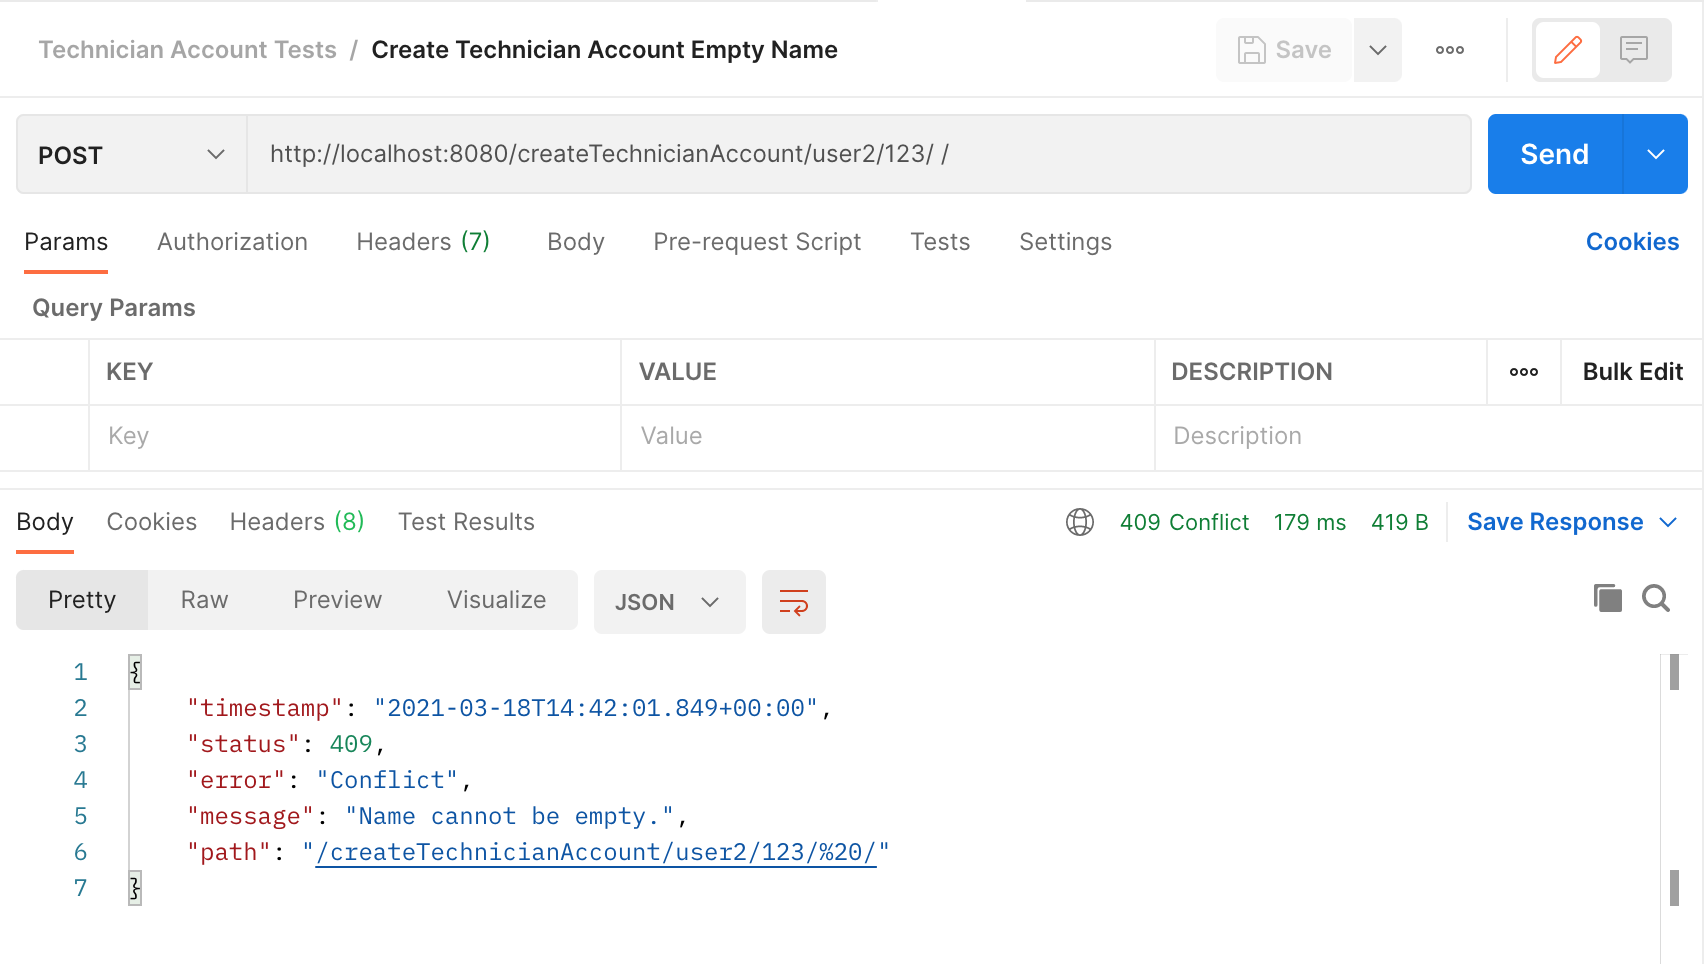 Technician Account Tests / Create Technician Account Empty Name
Save
POST
http://localhost:8080/createTechnicianAccount/user2/123/ /
Send
Params Authorization Headers (7) Body Pre-request Script Tests Settings Cookies
Query Params
KEY VALUE DESCRIPTION Bulk Edit
Key Value Description
Body Cookies Headers (8) Test Results 409 Conflict 179 ms 419 B Save Response
Pretty Raw Preview Visualize JSON
1 {
2 "timestamp": "2021-03-18T14:42:01.849+00:00",
3 "status": 409,
4 "error": "Conflict",
5 "message": "Name cannot be empty.",
6 "path": "/createTechnicianAccount/user2/123/%20/"
7 }